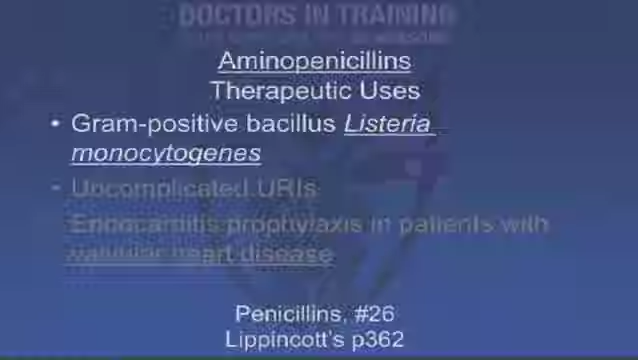 DOCTORS IN TRAINING
Aminopenicillins
Therapeutic Uses
• Gram-positive bacillus Listeria
monocytogenes
• Uncomplicated URIs
Endocarditis prophylaxis in patients with
valvular heart disease
Penicillins, #26
Lippincott's p362